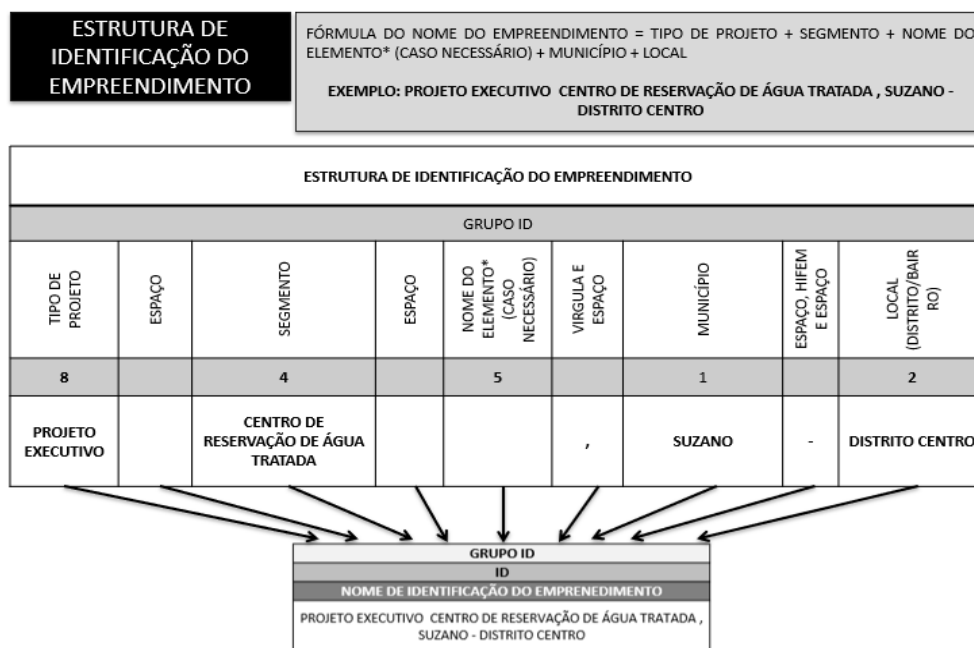 ESTRUTURA DE
IDENTIFICAÇÃO DO
EMPREENDIMENTO
FÓRMULA DO NOME DO EMPREENDIMENTO = TIPO DE PROJETO + SEGMENTO + NOME DO
ELEMENTO* (CASO NECESSÁRIO) + MUNICÍPIO + LOCAL
EXEMPLO: PROJETO EXECUTIVO CENTRO DE RESERVAÇÃO DE ÁGUA TRATADA , SUZANO -
DISTRITO CENTRO
ESTRUTURA DE IDENTIFICAÇÃO DO EMPREENDIMENTO
GRUPO ID
TIPO DE
PROJETO
ESPAÇO
SEGMENTO
ESPAÇO
NOME DO
ELEMENTO*
(CASO
NECESSÁRIO)
VIRGULA E
ESPAÇO
MUNICÍPIO
ESPAÇO, HIFEM
E ESPAÇO
LOCAL
(DISTRITO/BAIR
RO)
8
4
5
1
2
PROJETO
EXECUTIVO
CENTRO DE
RESERVAÇÃO DE ÁGUA
TRATADA
,
SUZANO
-
DISTRITO CENTRO
GRUPO ID
ID
NOME DE IDENTIFICAÇÃO DO EMPRENEDIMENTO
PROJETO EXECUTIVO CENTRO DE RESERVAÇÃO DE ÁGUA TRATADA ,
SUZANO - DISTRITO CENTRO